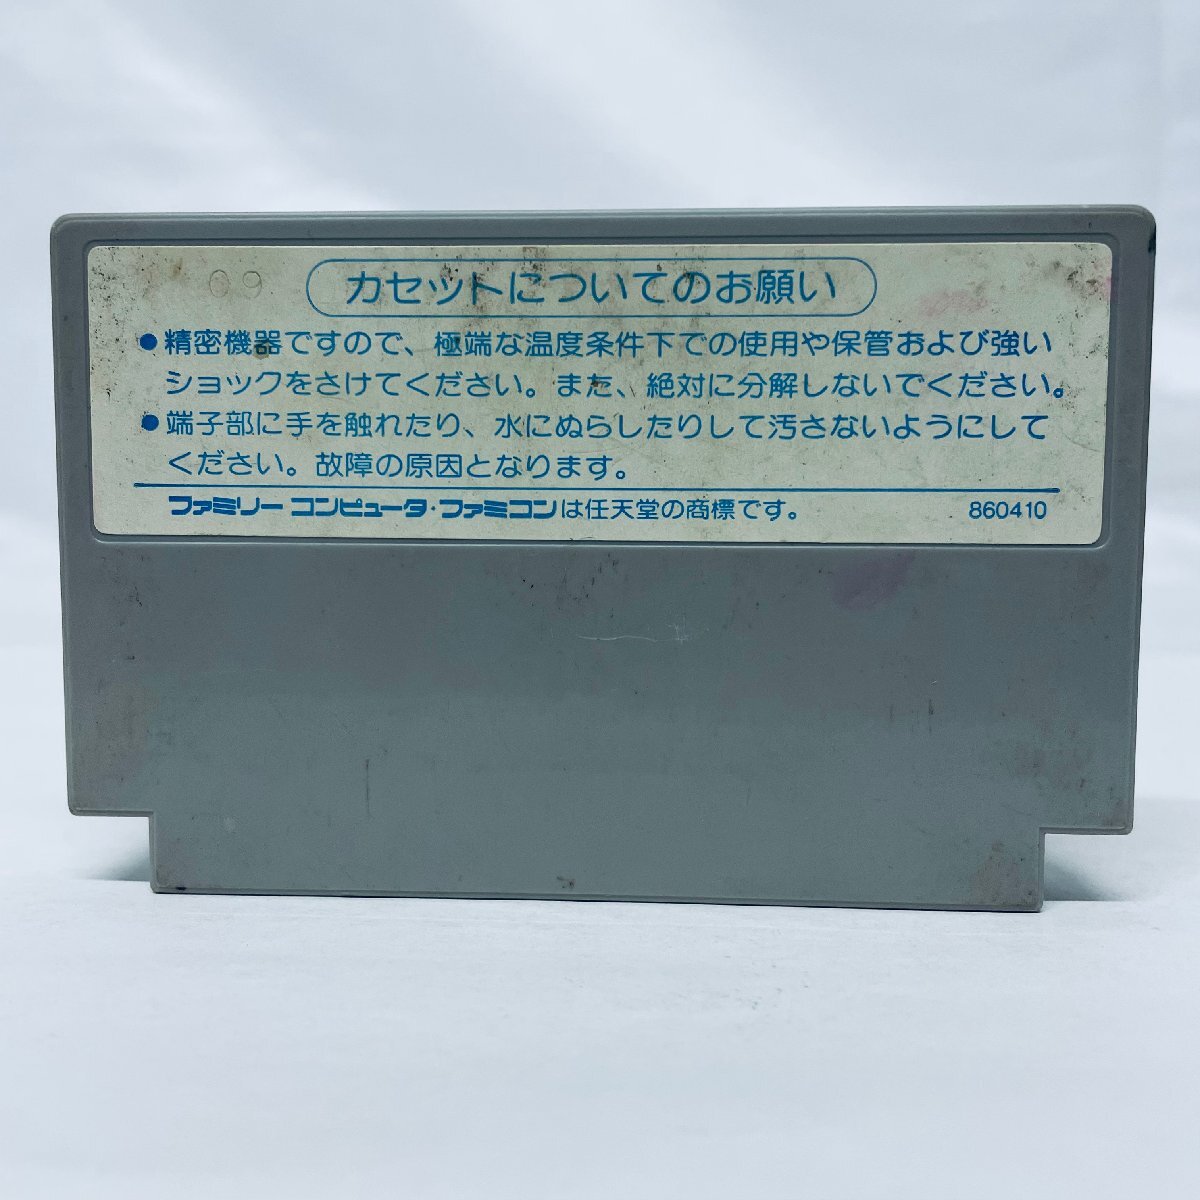 09
カセットについてのお願い
●精密機器ですので、極端な温度条件下での使用や保管および強い
ショックをさけてください。また、絶対に分解しないでください。
●端子部に手を触れたり、水にぬらしたりして汚さないようにして
ください。故障の原因となります。
ファミリーコンピュータ・ファミコンは任天堂の商標です。 860410